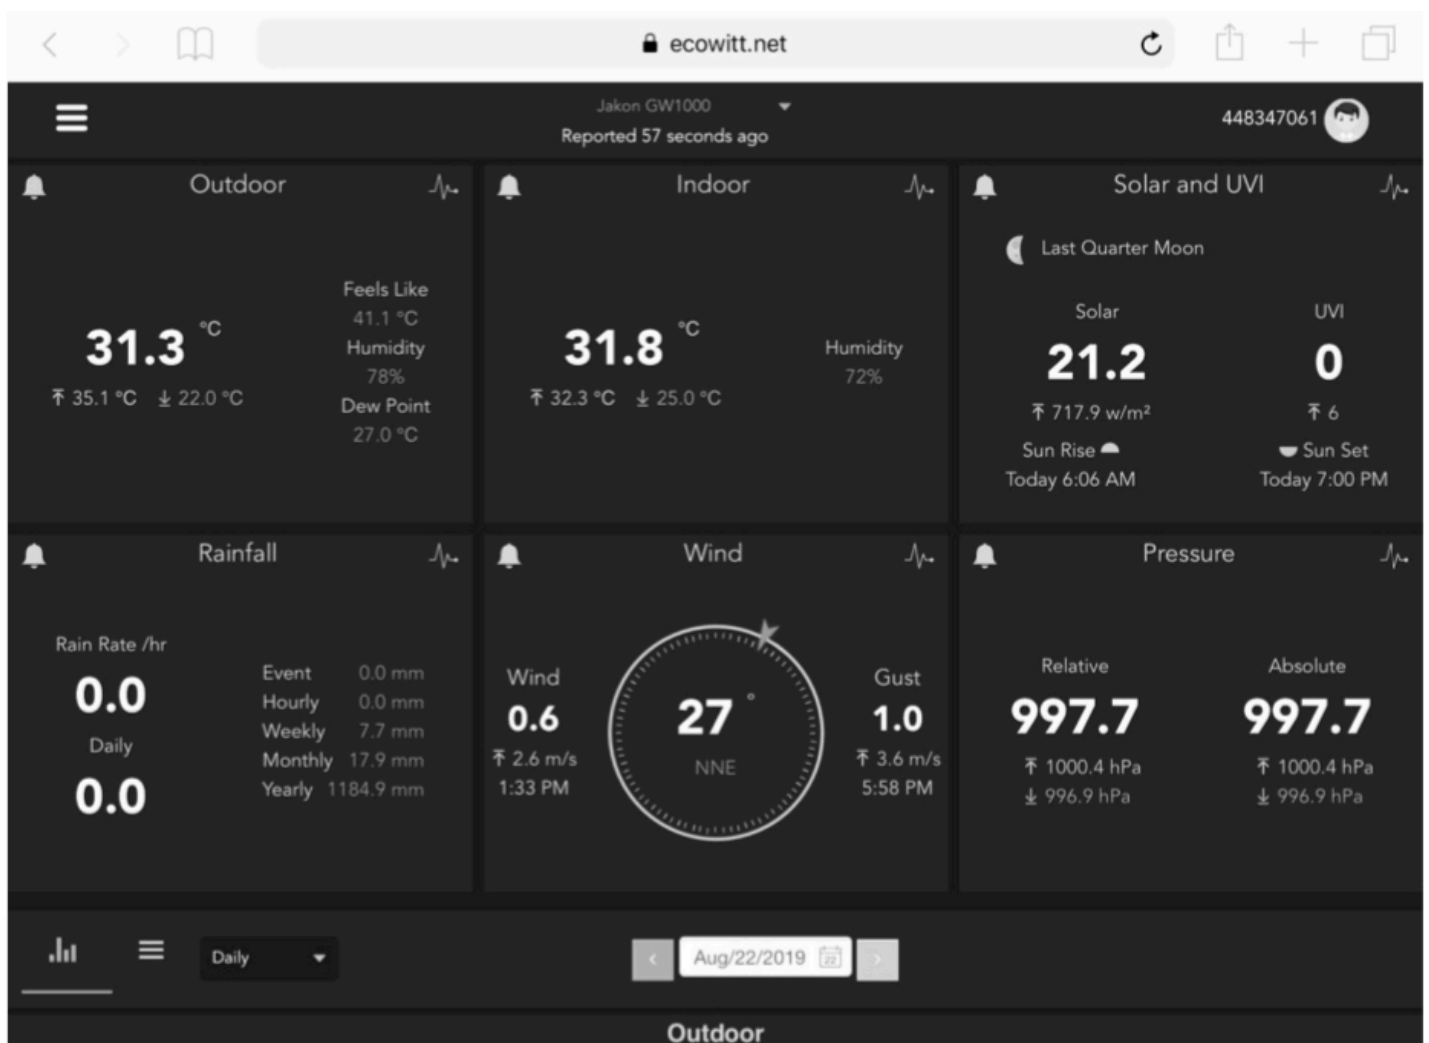 ecowitt.net
Jakon GW1000
Reported 57 seconds ago
448347061
Outdoor
31.3 °C
35.1 °C 22.0 °C
Feels Like
41.1 °C
Humidity
78%
Dew Point
27.0 °C
Indoor
31.8 °C
32.3 °C 25.0 °C
Humidity
72%
Solar and UVI
Last Quarter Moon
Solar
21.2
717.9 w/m²
UVI
0
6
Sun Rise
Today 6:06 AM
Sun Set
Today 7:00 PM
Rainfall
Rain Rate /hr
0.0
Daily
0.0
Event 0.0 mm
Hourly 0.0 mm
Weekly 7.7 mm
Monthly 17.9 mm
Yearly 1184.9 mm
Wind
Wind
0.6
2.6 m/s
1:33 PM
27 °
NNE
Gust
1.0
3.6 m/s
5:58 PM
Pressure
Relative
997.7
1000.4 hPa
996.9 hPa
Absolute
997.7
1000.4 hPa
996.9 hPa
Daily
Aug/22/2019 22
Outdoor